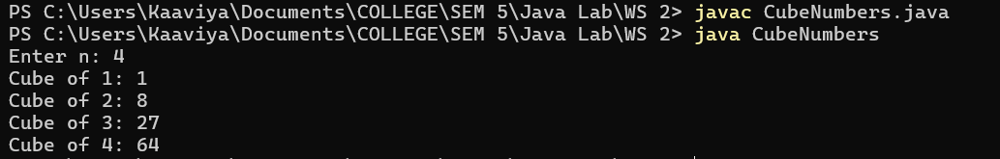 PS C:\Users\Kaaviya\Documents\COLLEGE\SEM 5\Java Lab\WS 2> javac CubeNumbers.java
PS C:\Users\Kaaviya\Documents\COLLEGE\SEM 5\Java Lab\WS 2> java CubeNumbers
Enter n: 4
Cube of 1: 1
Cube of 2: 8
Cube of 3: 27
Cube of 4: 64